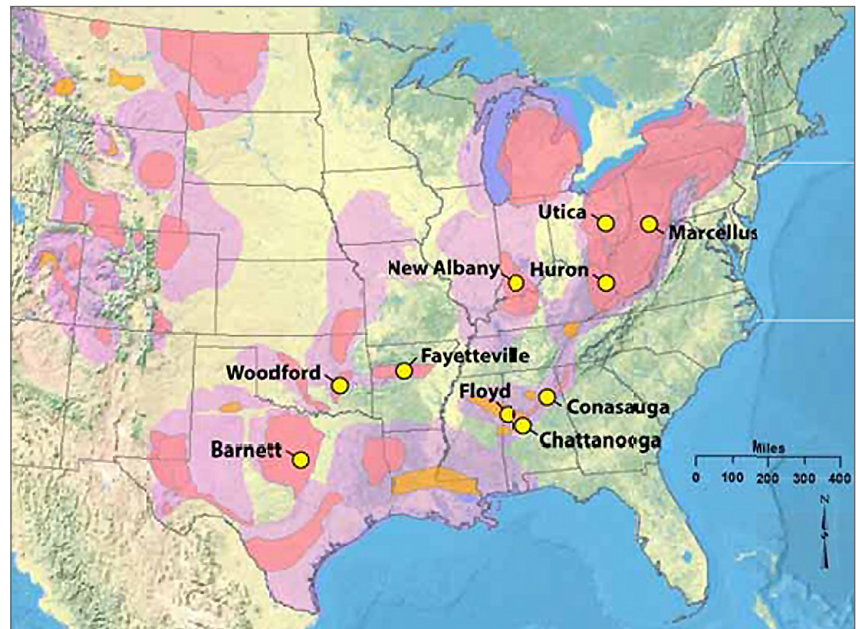 Utica
Marcellus
New Albany
Huron
Fayetteville
Woodford
Floyd
Conasauga
Chattanooga
Barnett
Miles
0 100 200 300 400
N
S